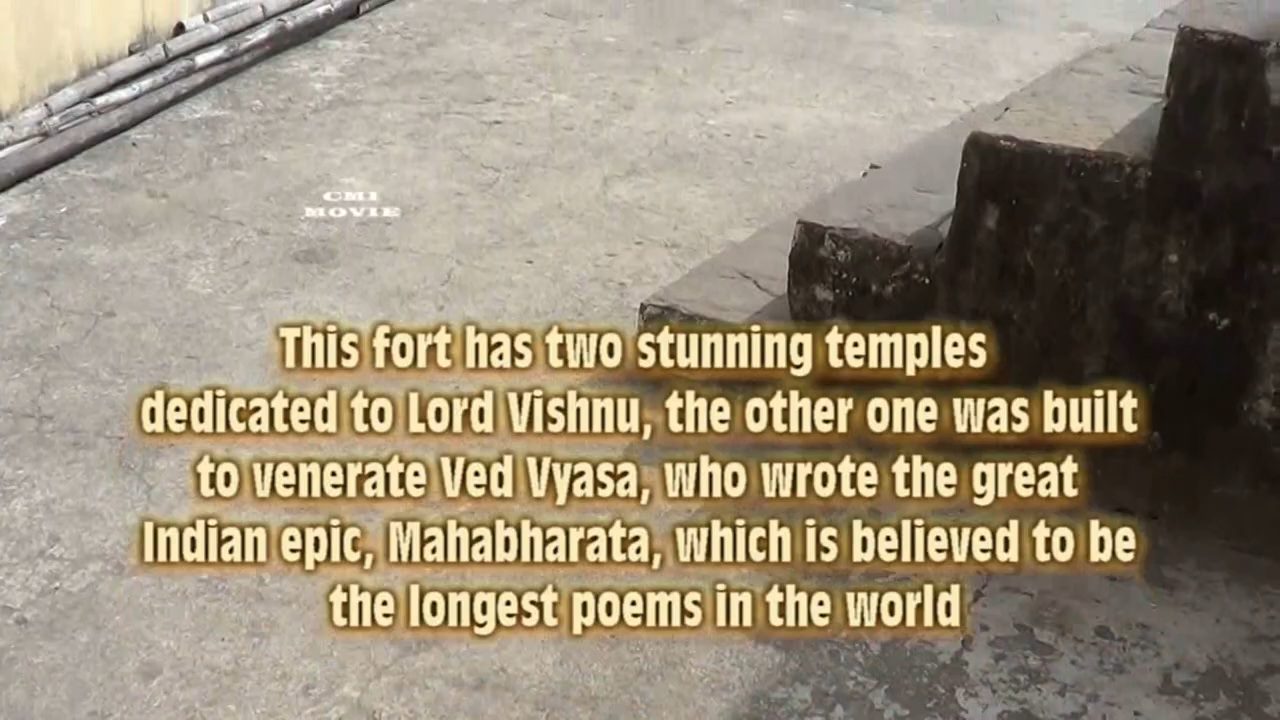 CMI
MOVIE
This fort has two stunning temples
dedicated to Lord Vishnu, the other one was built
to venerate Ved Vyasa, who wrote the great
Indian epic, Mahabharata, which is believed to be
the longest poems in the world